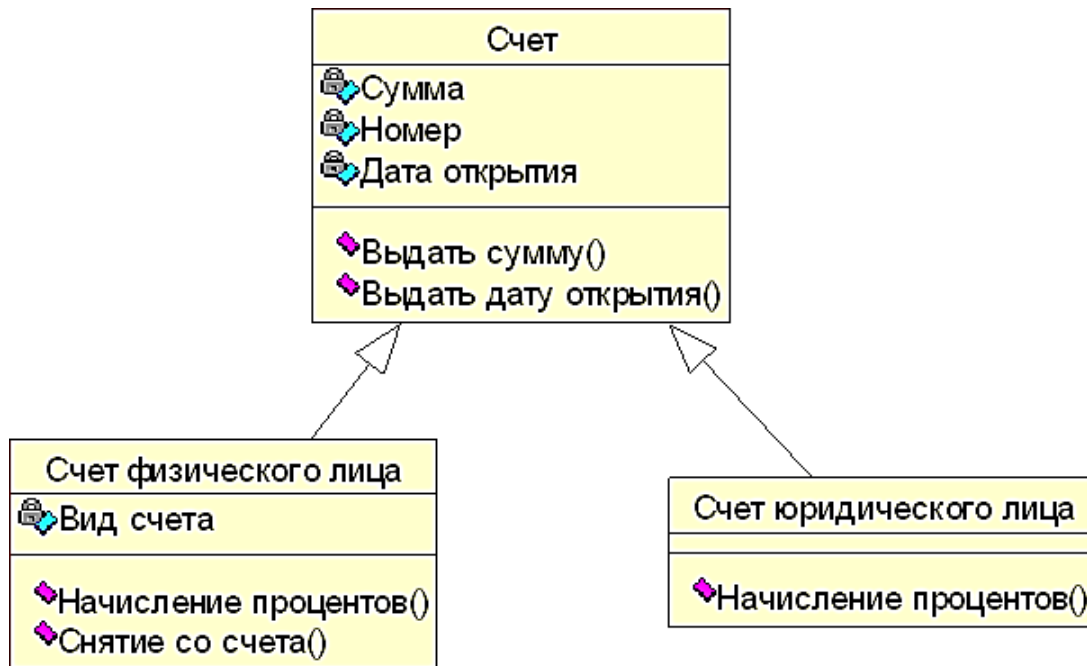 Счет
Сумма
Номер
Дата открытия
Выдать сумму()
Выдать дату открытия()
Счет физического лица
Вид счета
Начисление процентов()
Снятие со счета()
Счет юридического лица
Начисление процентов()